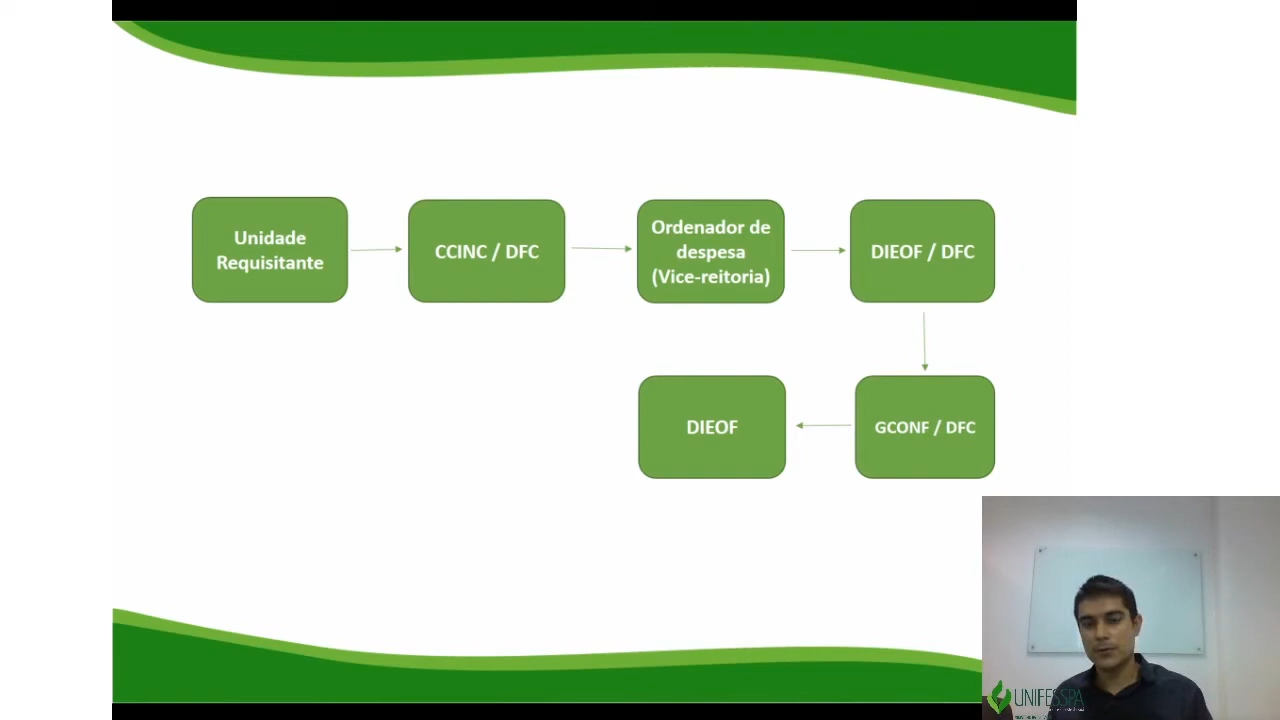 Unidade
Requisitante
CCINC / DFC
Ordenador de
despesa
(Vice-reitoria)
DIEOF / DFC
DIEOF
GCONF / DFC
UNIFESSPA